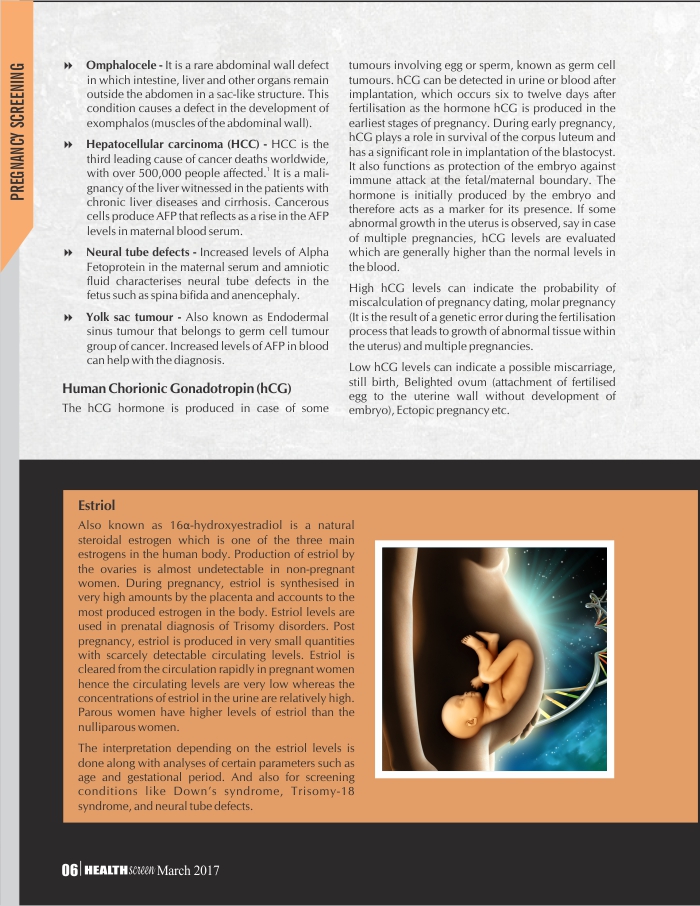 PREGNANCY SCREENING
Omphalocele - It is a rare abdominal wall defect
in which intestine, liver and other organs remain
outside the abdomen in a sac-like structure. This
condition causes a defect in the development of
exomphalos (muscles of the abdominal wall).
Hepatocellular carcinoma (HCC) - HCC is the
third leading cause of cancer deaths worldwide,
with over 500,000 people affected.¹ It is a mali-
gnancy of the liver witnessed in the patients with
chronic liver diseases and cirrhosis. Cancerous
cells produce AFP that reflects as a rise in the AFP
levels in maternal blood serum.
Neural tube defects - Increased levels of Alpha
Fetoprotein in the maternal serum and amniotic
fluid characterises neural tube defects in the
fetus such as spina bifida and anencephaly.
Yolk sac tumour - Also known as Endodermal
sinus tumour that belongs to germ cell tumour
group of cancer. Increased levels of AFP in blood
can help with the diagnosis.
Human Chorionic Gonadotropin (hCG)
The hCG hormone is produced in case of some
tumours involving egg or sperm, known as germ cell
tumours. hCG can be detected in urine or blood after
implantation, which occurs six to twelve days after
fertilisation as the hormone hCG is produced in the
earliest stages of pregnancy. During early pregnancy,
hCG plays a role in survival of the corpus luteum and
has a significant role in implantation of the blastocyst.
It also functions as protection of the embryo against
immune attack at the fetal/maternal boundary. The
hormone is initially produced by the embryo and
therefore acts as a marker for its presence. If some
abnormal growth in the uterus is observed, say in case
of multiple pregnancies, hCG levels are evaluated
which are generally higher than the normal levels in
the blood.
High hCG levels can indicate the probability of
miscalculation of pregnancy dating, molar pregnancy
(It is the result of a genetic error during the fertilisation
process that leads to growth of abnormal tissue within
the uterus) and multiple pregnancies.
Low hCG levels can indicate a possible miscarriage,
still birth, Belighted ovum (attachment of fertilised
egg to the uterine wall without development of
embryo), Ectopic pregnancy etc.
Estriol
Also known as 16α-hydroxyestradiol is a natural
steroidal estrogen which is one of the three main
estrogens in the human body. Production of estriol by
the ovaries is almost undetectable in non-pregnant
women. During pregnancy, estriol is synthesised in
very high amounts by the placenta and accounts to the
most produced estrogen in the body. Estriol levels are
used in prenatal diagnosis of Trisomy disorders. Post
pregnancy, estriol is produced in very small quantities
with scarcely detectable circulating levels. Estriol is
cleared from the circulation rapidly in pregnant women
hence the circulating levels are very low whereas the
concentrations of estriol in the urine are relatively high.
Parous women have higher levels of estriol than the
nulliparous women.
The interpretation depending on the estriol levels is
done along with analyses of certain parameters such as
age and gestational period. And also for screening
conditions like Down's syndrome, Trisomy-18
syndrome, and neural tube defects.
06 HEALTHscreen March 2017